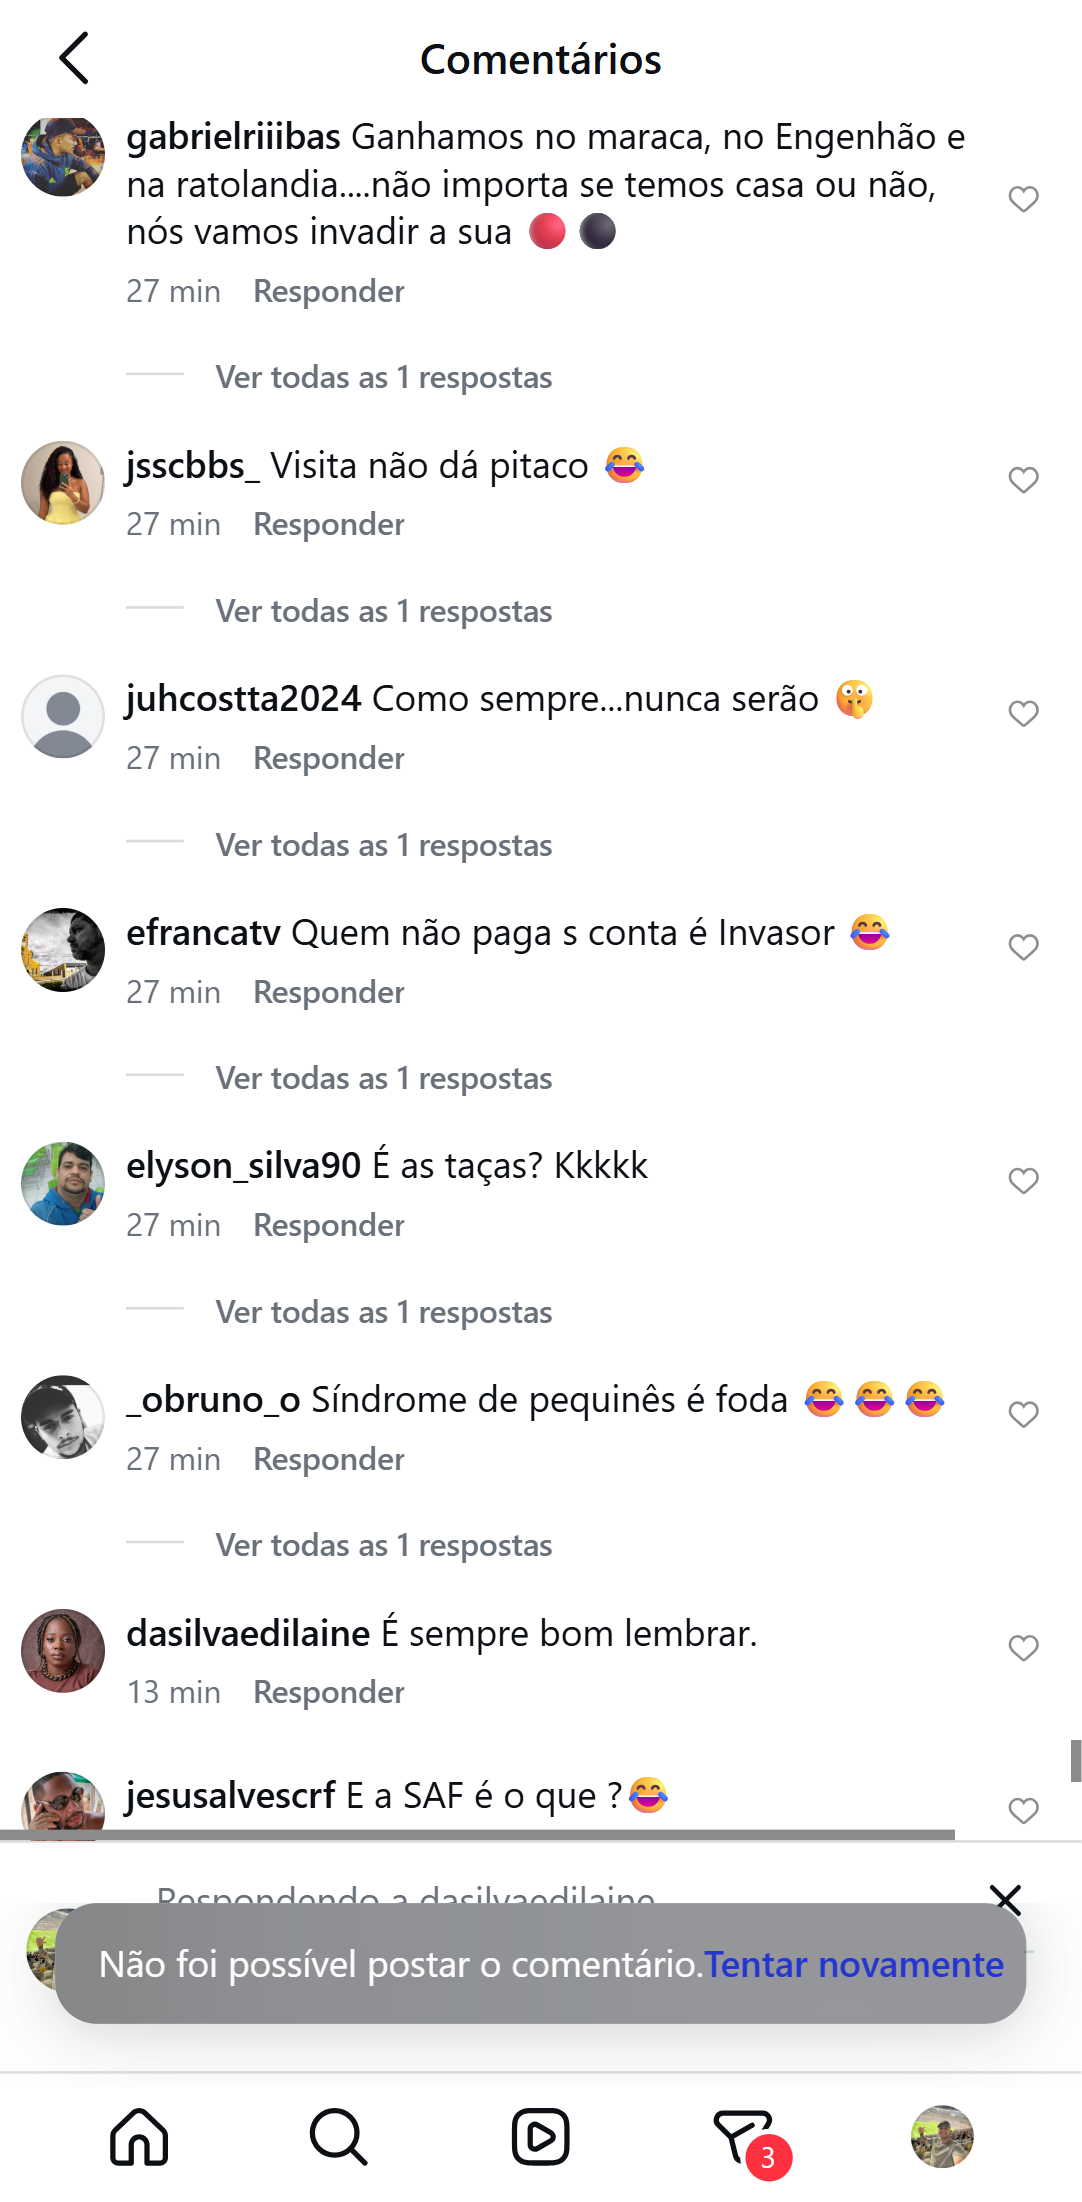 Comentários
gabrielriiibas Ganhamos no maraca, no Engenhão e
na ratolandia....não importa se temos casa ou não,
nós vamos invadir a sua 🔴⚫
27 min Responder
Ver todas as 1 respostas
jsscbbs_ Visita não dá pitaco 😂
27 min Responder
Ver todas as 1 respostas
juhcostta2024 Como sempre...nunca serão 🤫
27 min Responder
Ver todas as 1 respostas
efrancatv Quem não paga s conta é Invasor 😂
27 min Responder
Ver todas as 1 respostas
elyson_silva90 É as taças? Kkkkk
27 min Responder
Ver todas as 1 respostas
_obruno_o Síndrome de pequinês é foda 😂😂😂
27 min Responder
Ver todas as 1 respostas
dasilvaedilaine É sempre bom lembrar.
13 min Responder
jesusalvescrf E a SAF é o que ?😂
Respondendo a dasilvaedilaine
Não foi possível postar o comentário.Tentar novamente
3